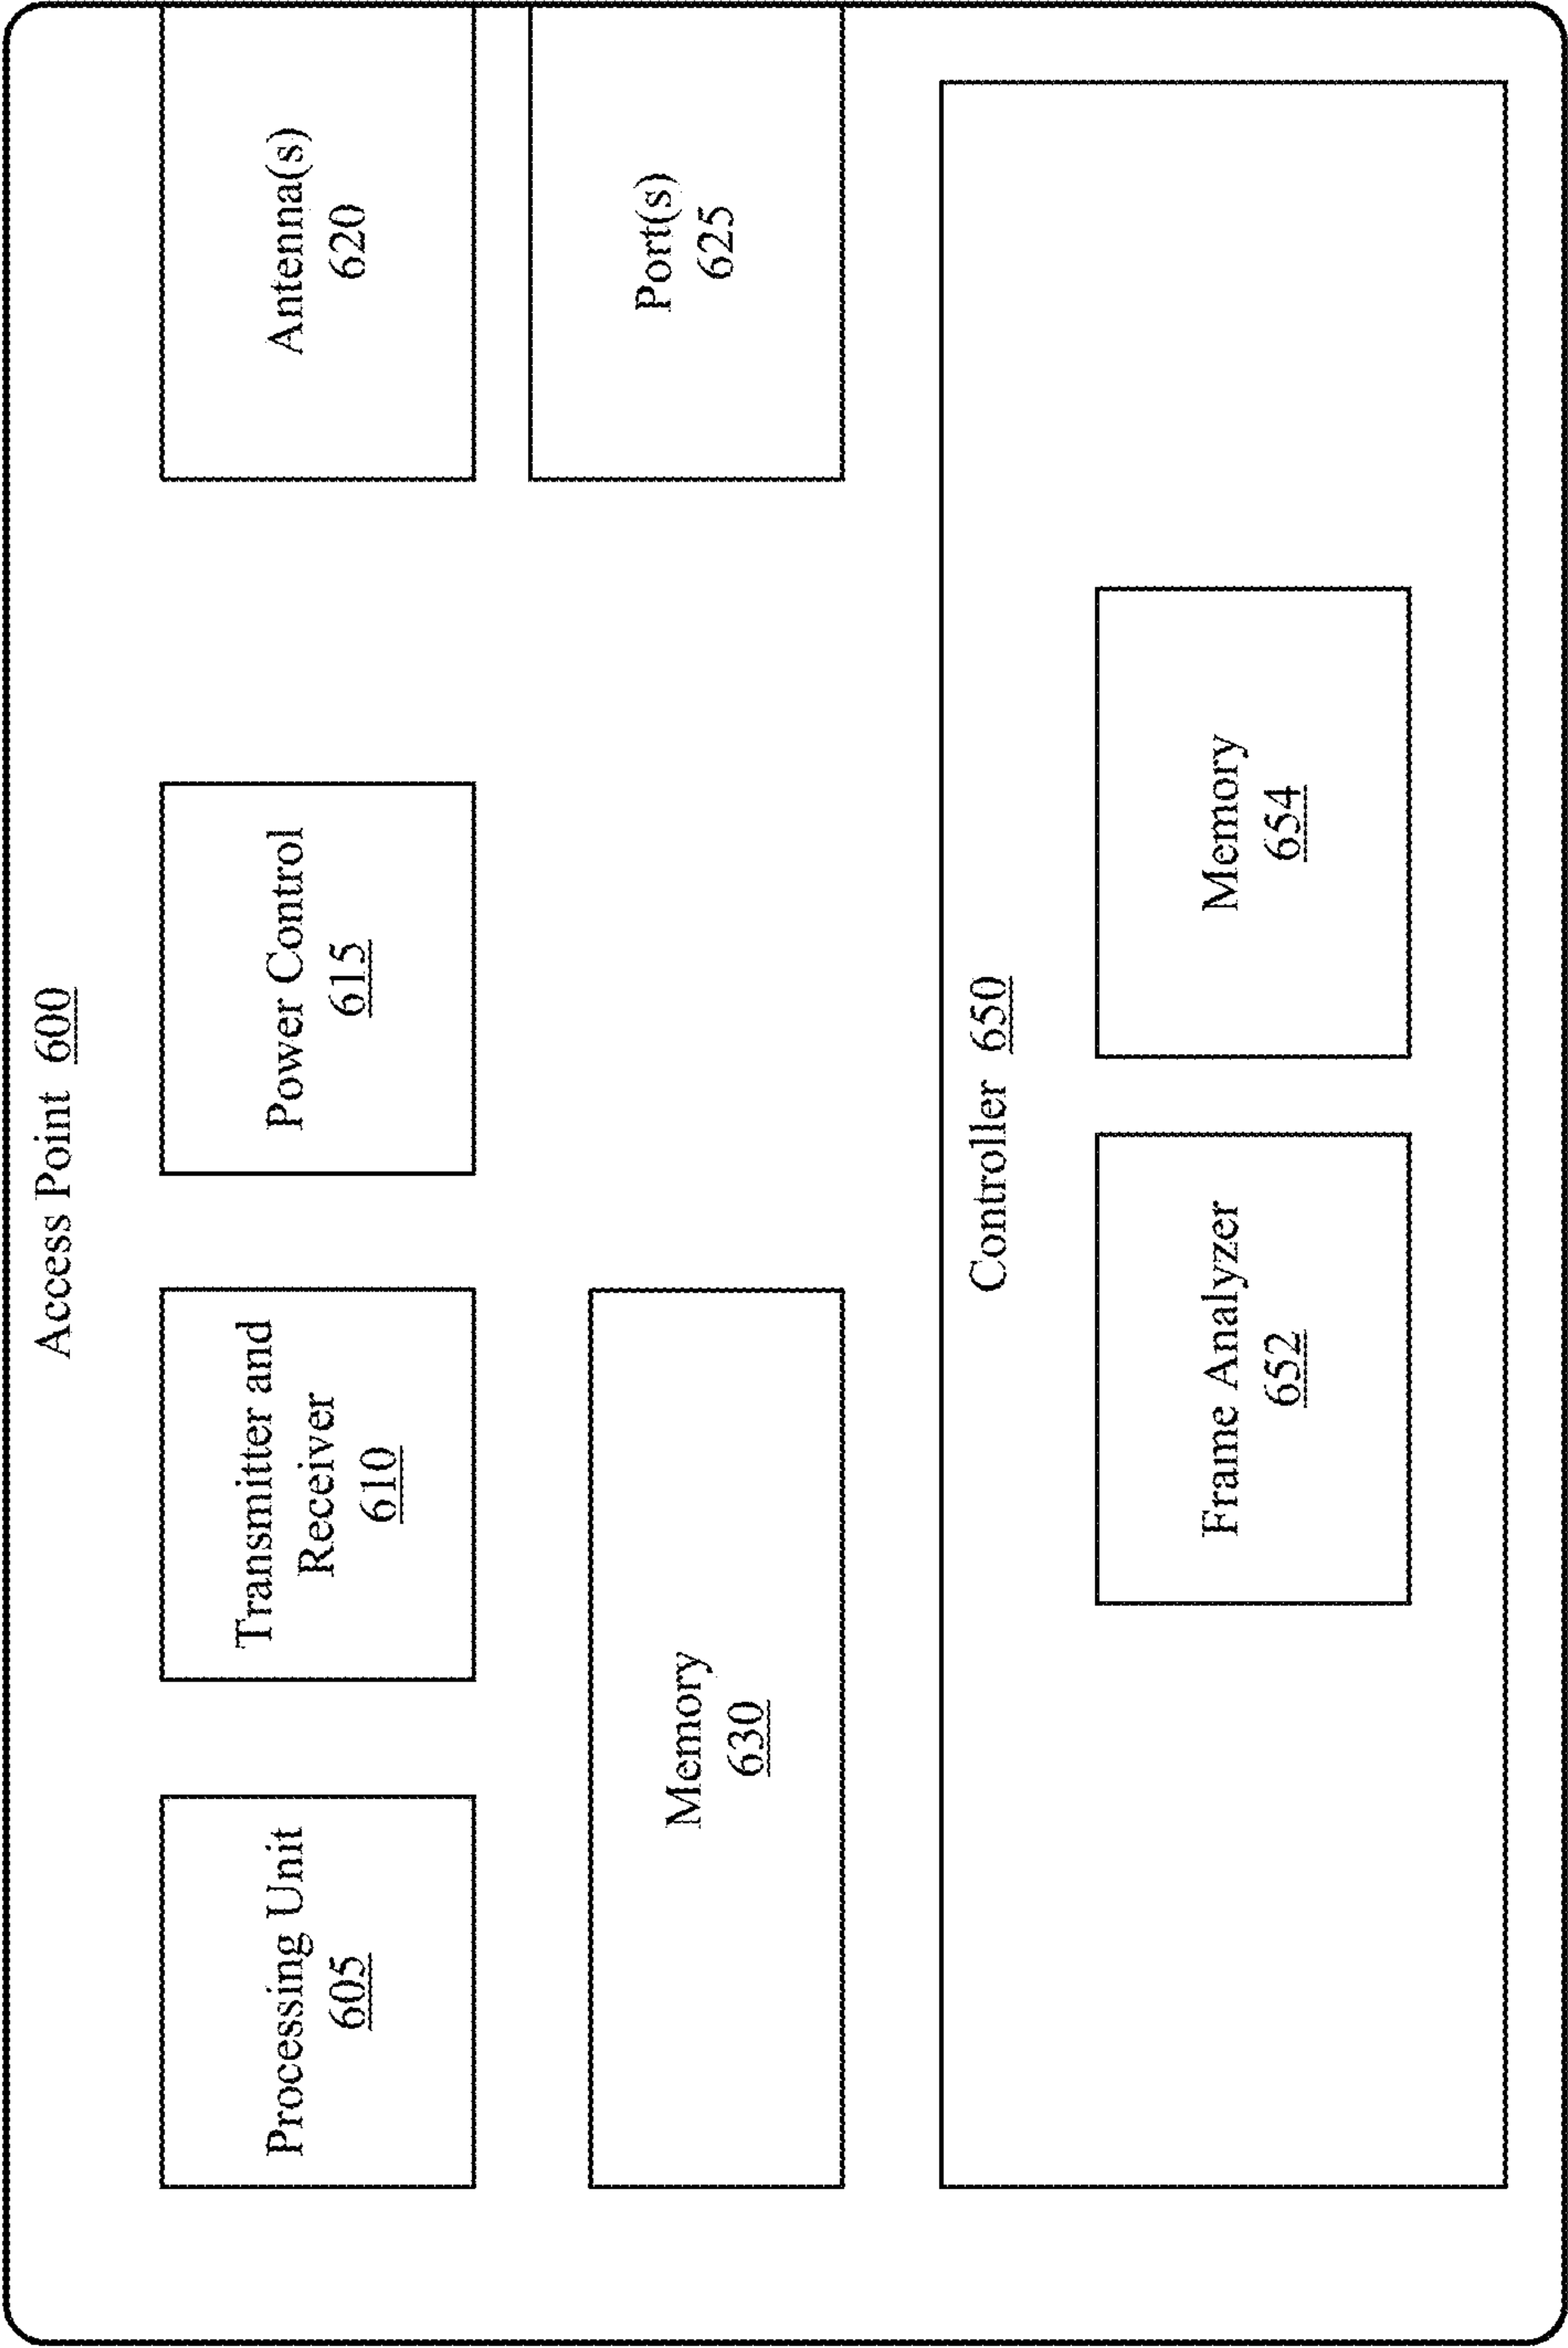 Access Point 600
Processing Unit
605
Transmitter and
Receiver
610
Power Control
615
Antenna(s)
620
Memory
630
Port(s)
625
Controller 650
Frame Analyzer
652
Memory
654